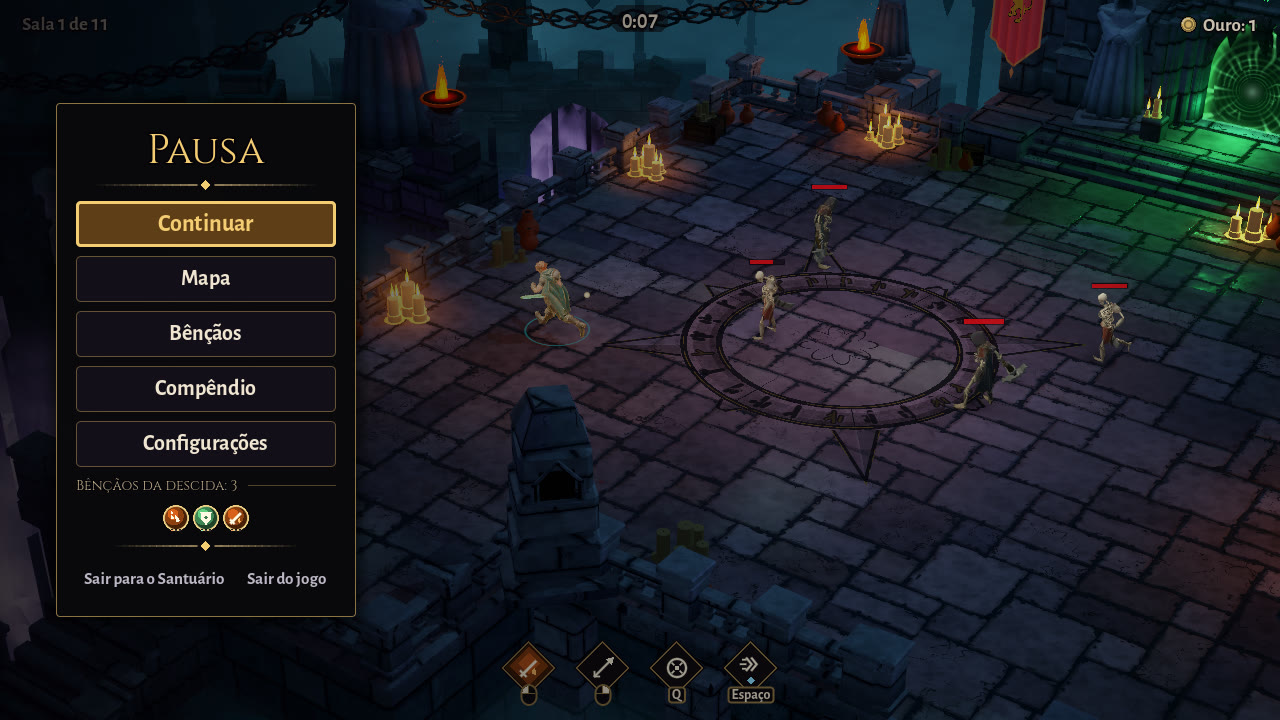 Sala 1 de 11
0:07
Ouro: 1
Pausa
Continuar
Mapa
Bênçãos
Compêndio
Configurações
Bênçãos da descida: 3
Sair para o Santuário
Sair do jogo
Q
Espaço